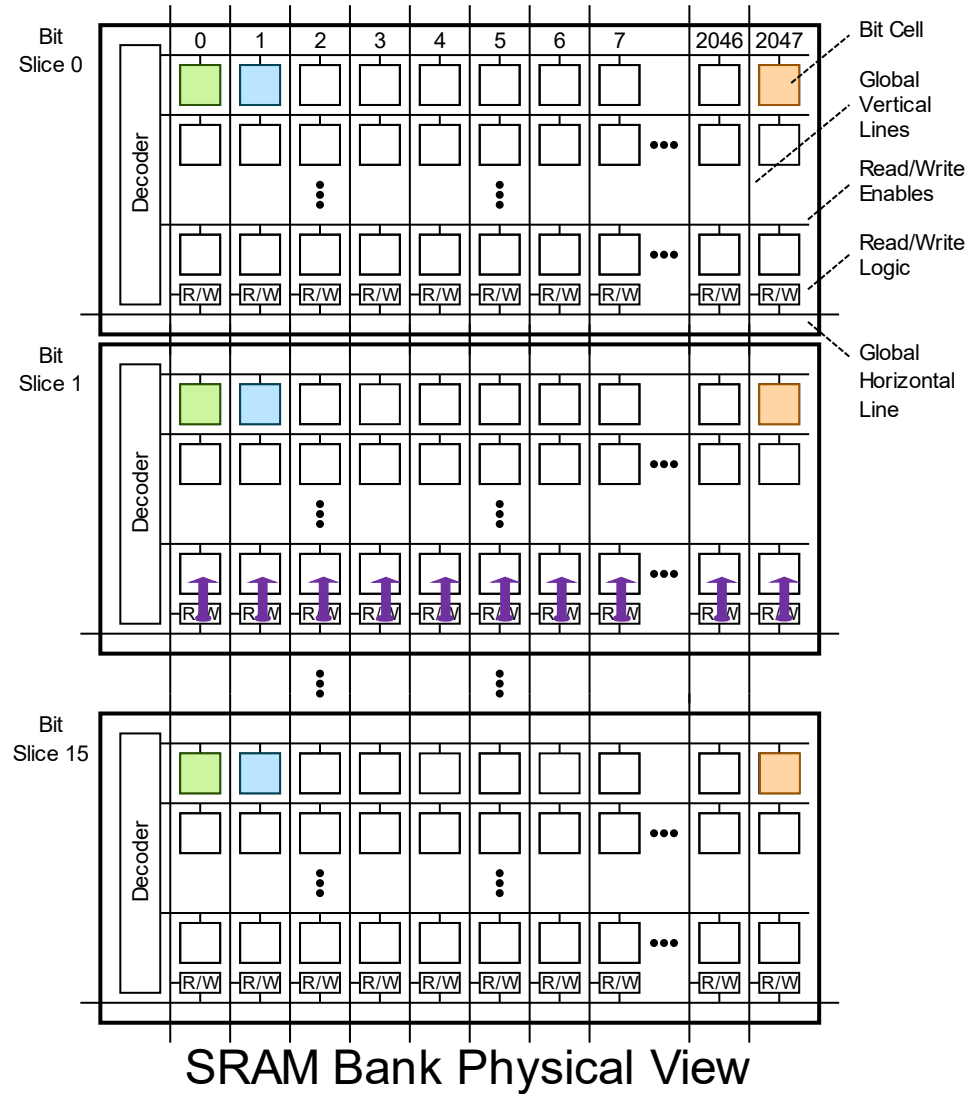 Bit
Slice 0
0 1 2 3 4 5 6 7 2046 2047
Decoder
R/W R/W R/W R/W R/W R/W R/W R/W R/W R/W
Bit Cell
Global
Vertical
Lines
Read/Write
Enables
Read/Write
Logic
Global
Horizontal
Line
Bit
Slice 1
Decoder
R/W R/W R/W R/W R/W R/W R/W R/W R/W R/W
Bit
Slice 15
Decoder
R/W R/W R/W R/W R/W R/W R/W R/W R/W R/W
SRAM Bank Physical View